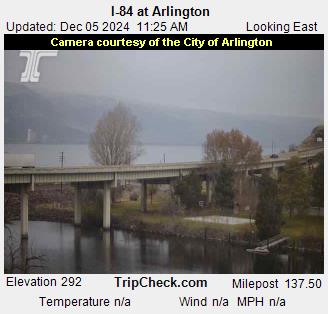 I-84 at Arlington
Updated: Dec 05 2024 11:25 AM Looking East
Camera courtesy of the City of Arlington
Elevation 292 TripCheck.com Milepost 137.50
Temperature n/a Wind n/a MPH n/a